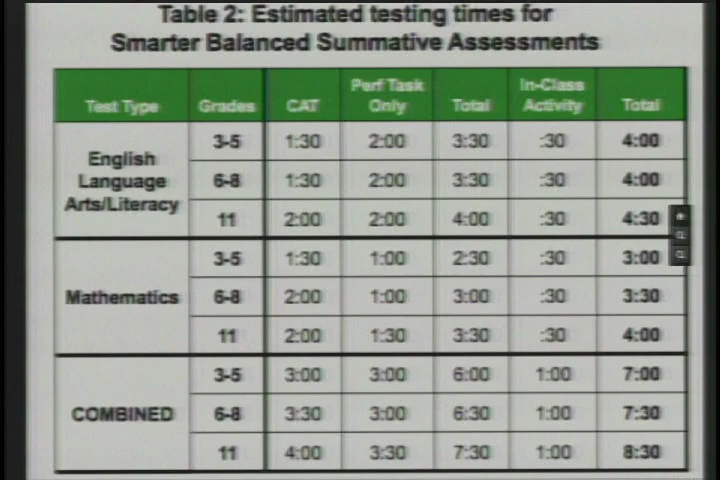 Table 2: Estimated testing times for
Smarter Balanced Summative Assessments
Test Type Grades CAT Perf Task Only Total In-Class Activity Total
English Language Arts/Literacy 3-5 1:30 2:00 3:30 :30 4:00
6-8 1:30 2:00 3:30 :30 4:00
11 2:00 2:00 4:00 :30 4:30
Mathematics 3-5 1:30 1:00 2:30 :30 3:00
6-8 2:00 1:00 3:00 :30 3:30
11 2:00 1:30 3:30 :30 4:00
COMBINED 3-5 3:00 3:00 6:00 1:00 7:00
6-8 3:30 3:00 6:30 1:00 7:30
11 4:00 3:30 7:30 1:00 8:30